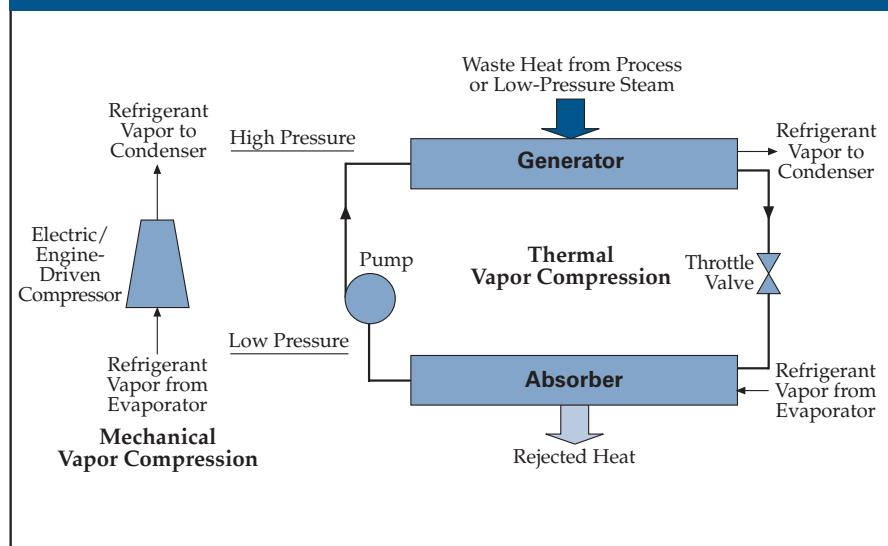 Refrigerant
Vapor to
Condenser
Electric/
Engine-
Driven
Compressor
Refrigerant
Vapor from
Evaporator
Mechanical
Vapor Compression
High Pressure
Low Pressure
Waste Heat from Process
or Low-Pressure Steam
Generator
Refrigerant
Vapor to
Condenser
Pump
Thermal
Vapor Compression
Throttle
Valve
Absorber
Refrigerant
Vapor from
Evaporator
Rejected Heat